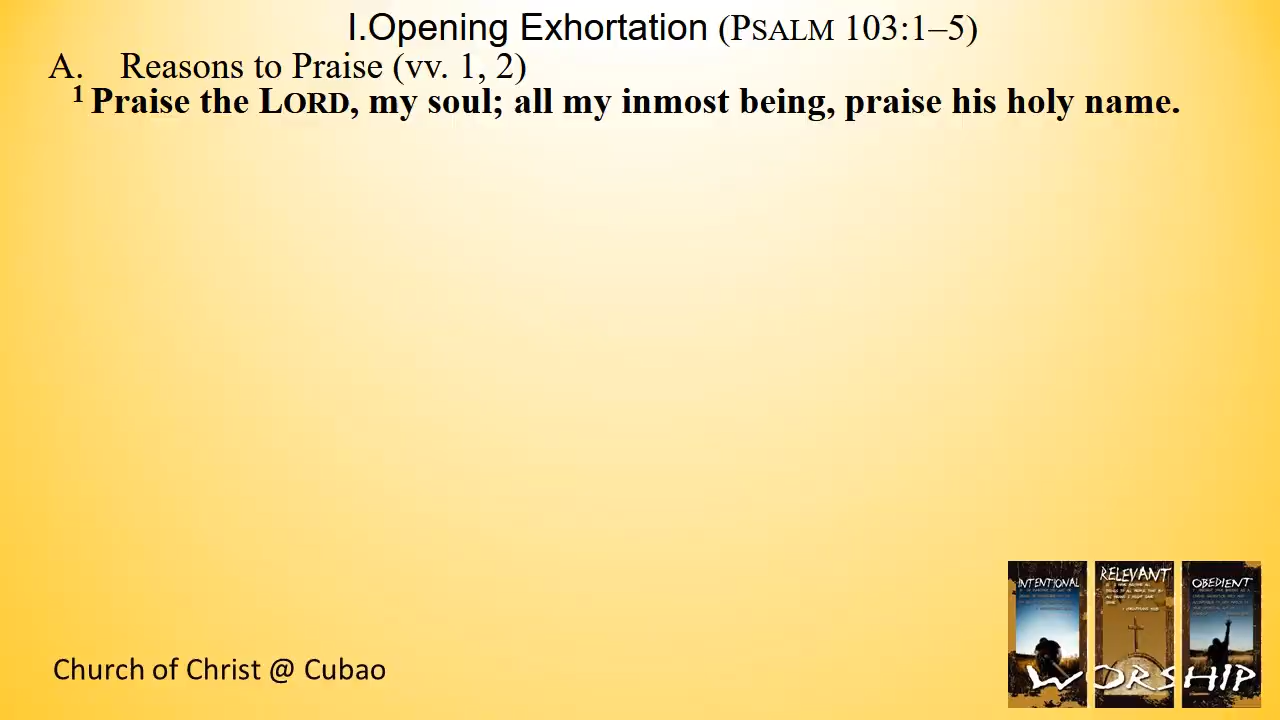 I.Opening Exhortation (PSALM 103:1–5)
A. Reasons to Praise (vv. 1, 2)
1 Praise the LORD, my soul; all my inmost being, praise his holy name.
INTENTIONAL
RELEVANT
OBEDIENT
WORSHIP
Church of Christ @ Cubao